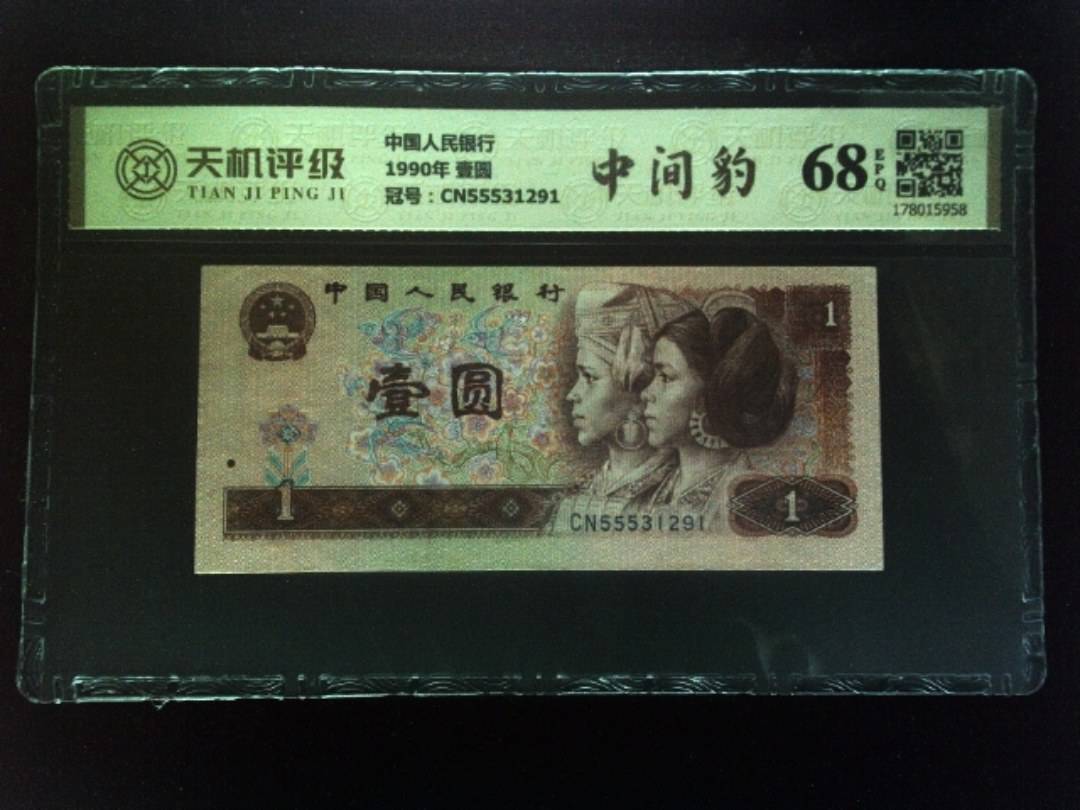 天机评级
TIAN JI PING JI
中国人民银行
1990年 壹圆
冠号：CN55531291
中间豹
68
EPQ
178015958
中国人民银行
1
壹圆
1
CN55531291
1